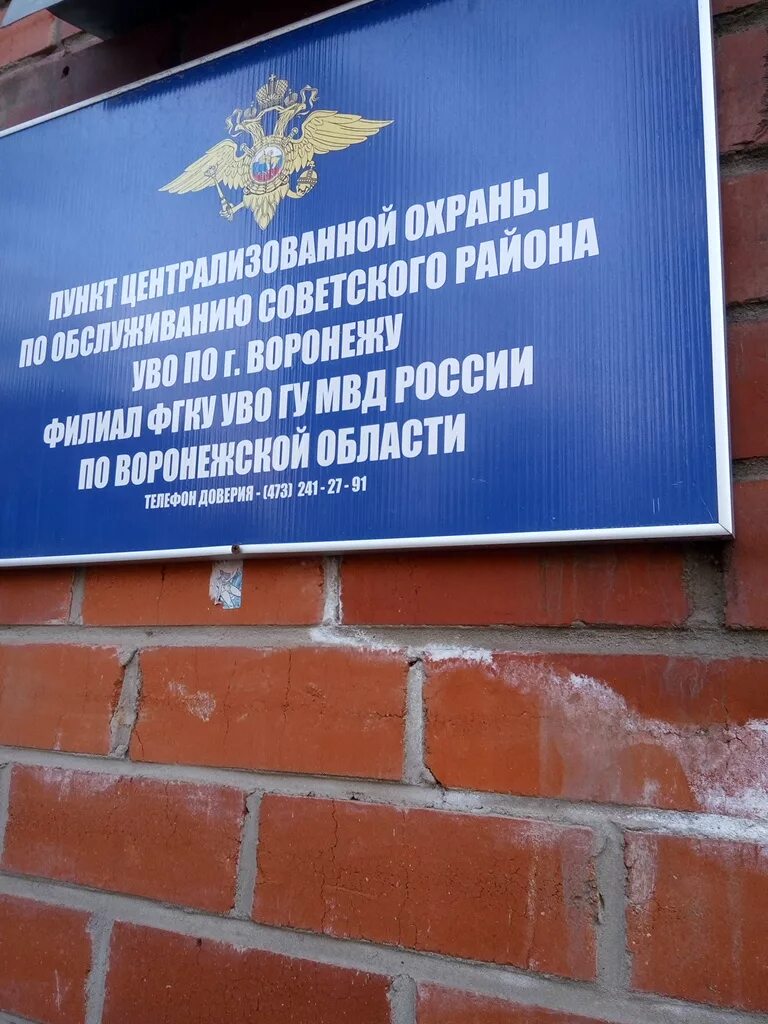 ПУНКТ ЦЕНТРАЛИЗОВАННОЙ ОХРАНЫ
ПО ОБСЛУЖИВАНИЮ СОВЕТСКОГО РАЙОНА
УВО ПО г. ВОРОНЕЖУ
ФИЛИАЛ ФГКУ УВО ГУ МВД РОССИИ
ПО ВОРОНЕЖСКОЙ ОБЛАСТИ
ТЕЛЕФОН ДОВЕРИЯ - (473) 241 - 27 - 91